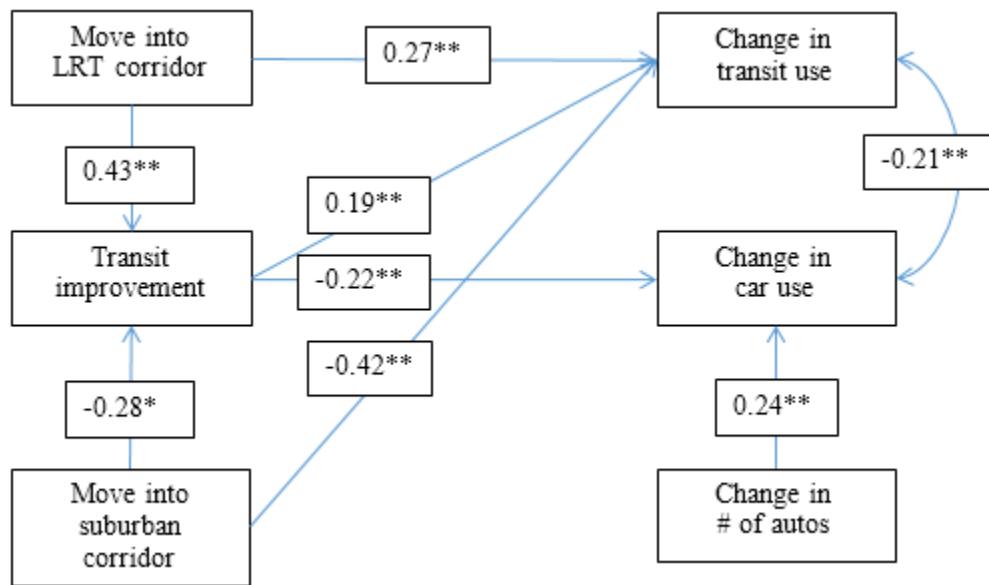 Move into
LRT corridor
0.27**
Change in
transit use
0.43**
-0.21**
0.19**
Transit
improvement
-0.22**
Change in
car use
-0.42**
-0.28*
0.24**
Move into
suburban
corridor
Change in
# of autos